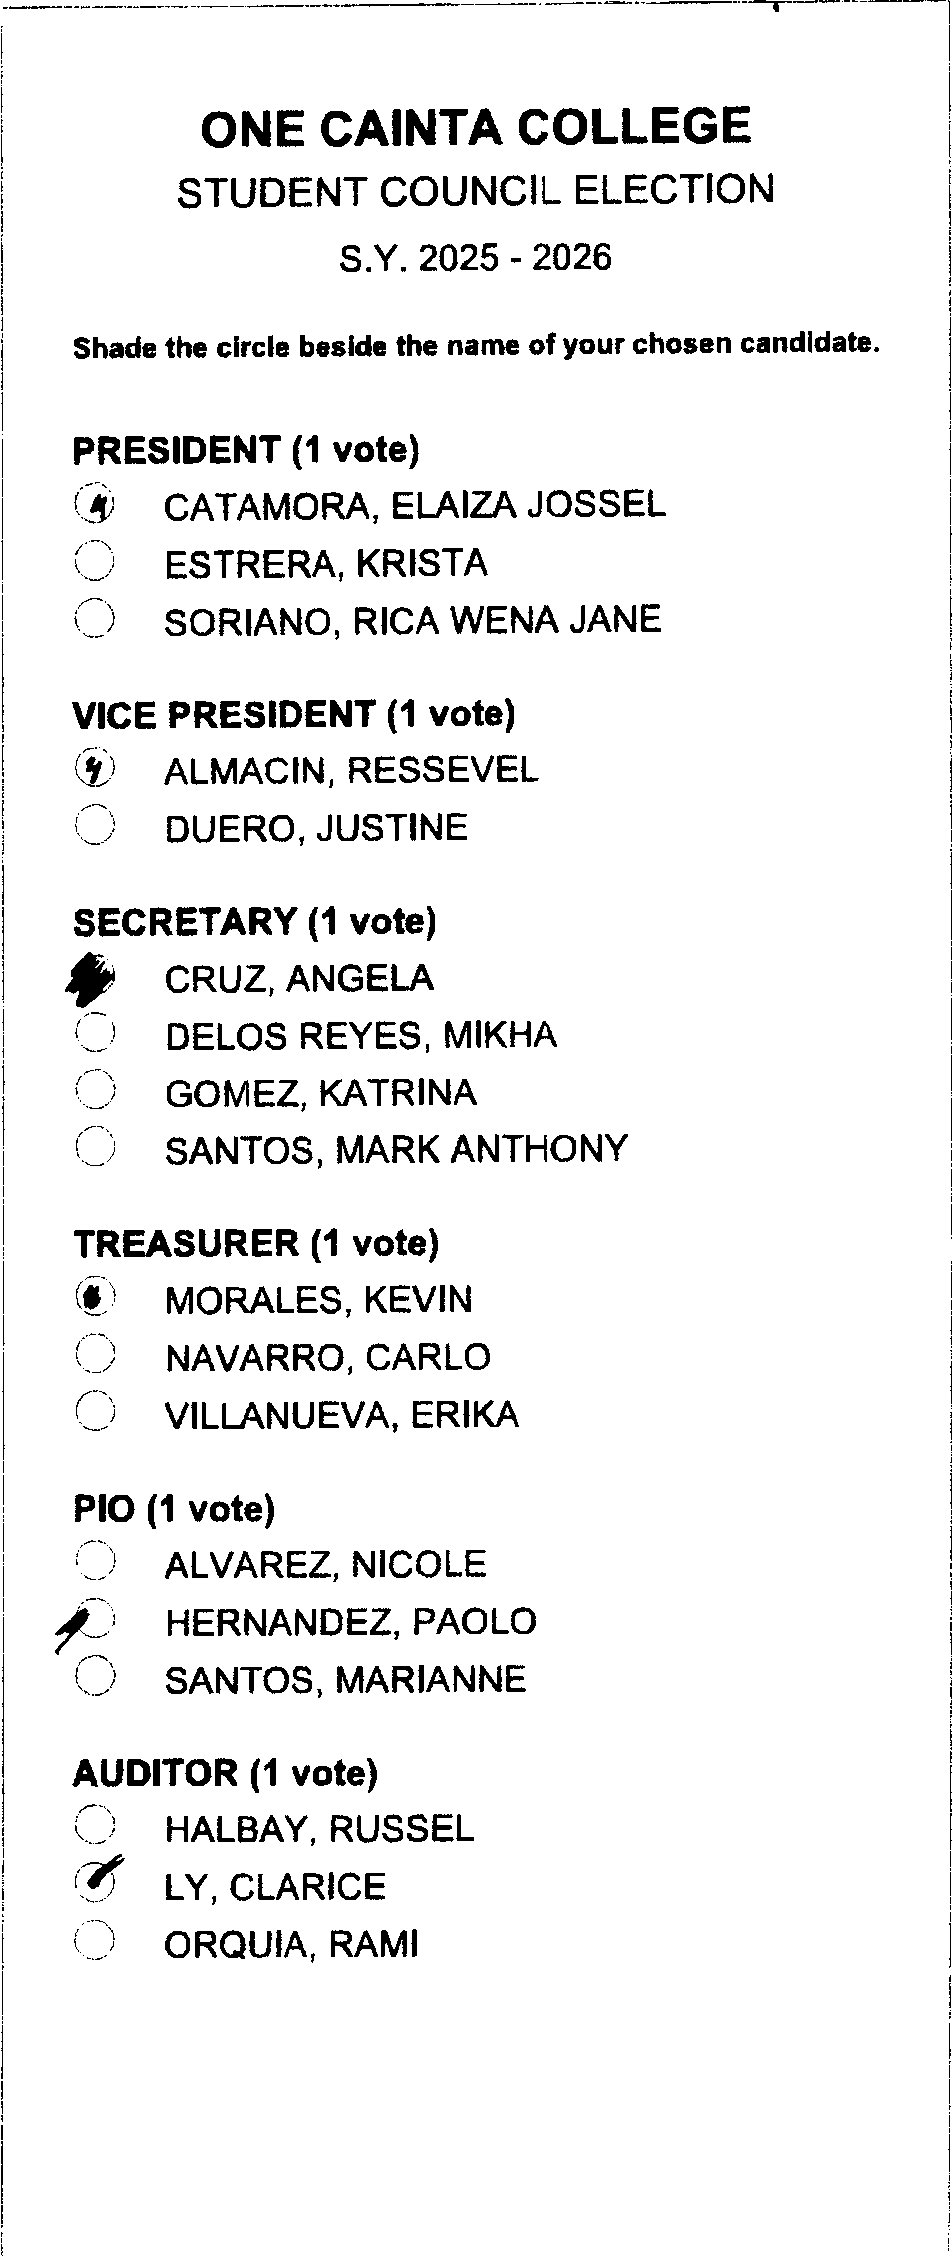 ONE CAINTA COLLEGE
STUDENT COUNCIL ELECTION
S.Y. 2025 - 2026
Shade the circle beside the name of your chosen candidate.
PRESIDENT (1 vote)
CATAMORA, ELAIZA JOSSEL
ESTRERA, KRISTA
SORIANO, RICA WENA JANE
VICE PRESIDENT (1 vote)
ALMACIN, RESSEVEL
DUERO, JUSTINE
SECRETARY (1 vote)
CRUZ, ANGELA
DELOS REYES, MIKHA
GOMEZ, KATRINA
SANTOS, MARK ANTHONY
TREASURER (1 vote)
MORALES, KEVIN
NAVARRO, CARLO
VILLANUEVA, ERIKA
PIO (1 vote)
ALVAREZ, NICOLE
HERNANDEZ, PAOLO
SANTOS, MARIANNE
AUDITOR (1 vote)
HALBAY, RUSSEL
LY, CLARICE
ORQUIA, RAMI